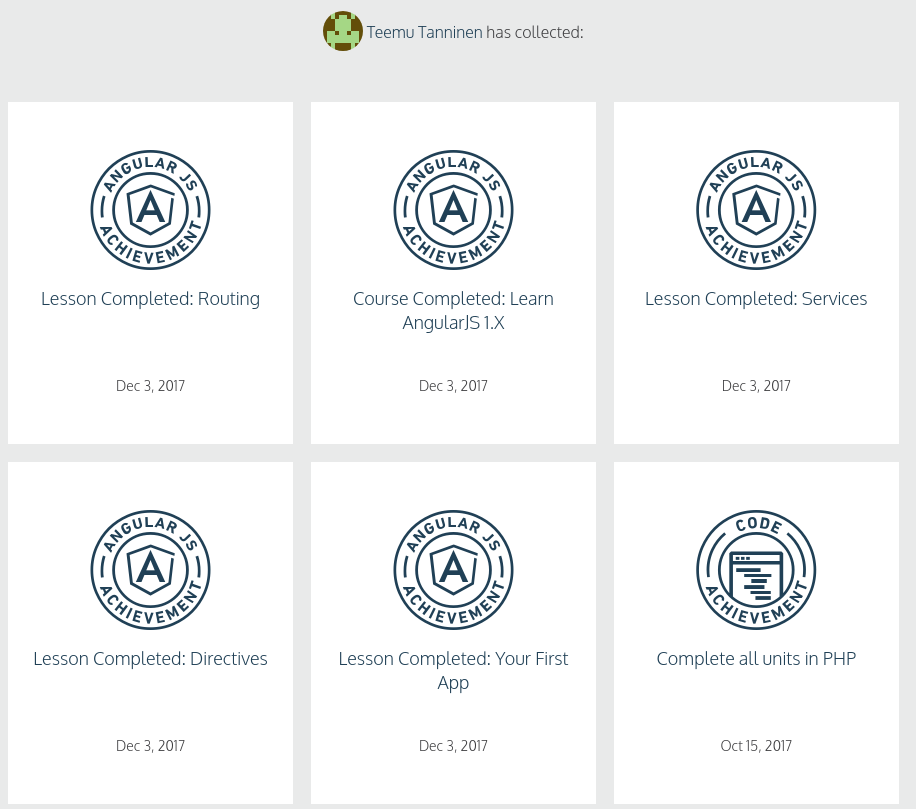 Teemu Tanninen has collected:
ANGULAR JS
A
ACHIEVEMENT
Lesson Completed: Routing
Dec 3, 2017
ANGULAR JS
A
ACHIEVEMENT
Course Completed: Learn
AngularJS 1.X
Dec 3, 2017
ANGULAR JS
A
ACHIEVEMENT
Lesson Completed: Services
Dec 3, 2017
ANGULAR JS
A
ACHIEVEMENT
Lesson Completed: Directives
Dec 3, 2017
ANGULAR JS
A
ACHIEVEMENT
Lesson Completed: Your First
App
Dec 3, 2017
CODE
ACHIEVEMENT
Complete all units in PHP
Oct 15, 2017